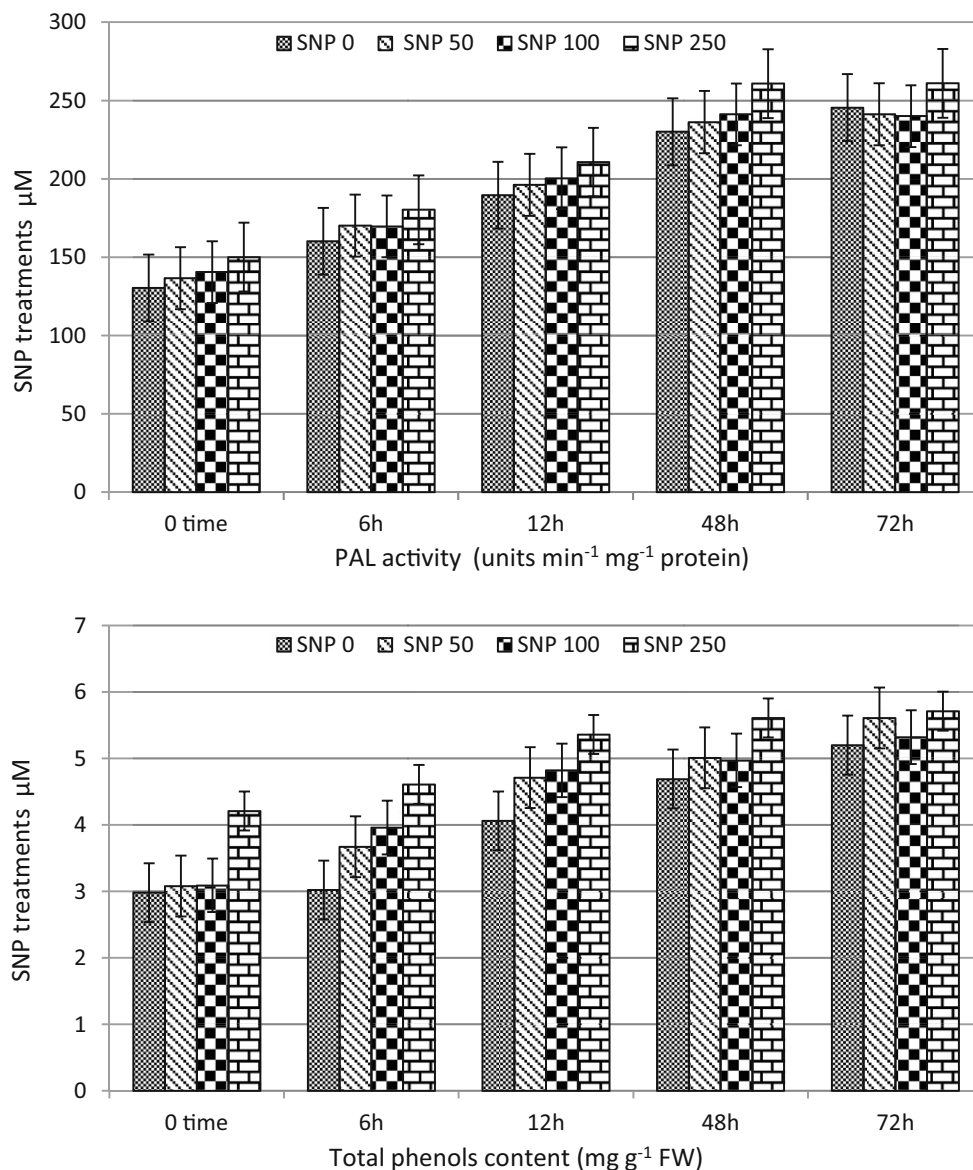 300
250
200
150
100
50
0
SNP treatments µM
SNP 0 SNP 50 SNP 100 SNP 250
0 time 6h 12h 48h 72h
PAL activity (units min⁻¹ mg⁻¹ protein)
7
6
5
4
3
2
1
0
SNP treatments µM
SNP 0 SNP 50 SNP 100 SNP 250
0 time 6h 12h 48h 72h
Total phenols content (mg g⁻¹ FW)